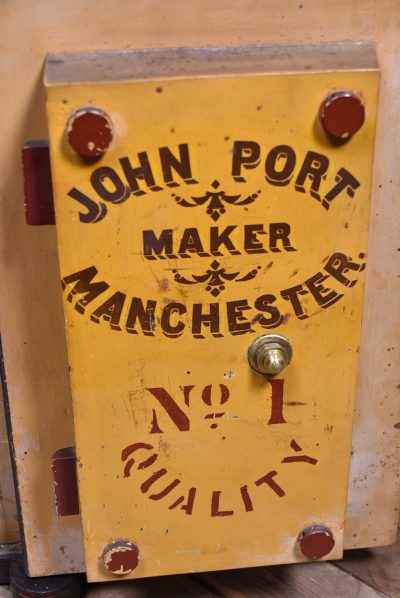 JOHN PORT
MAKER
MANCHESTER.
No 1
QUALITY